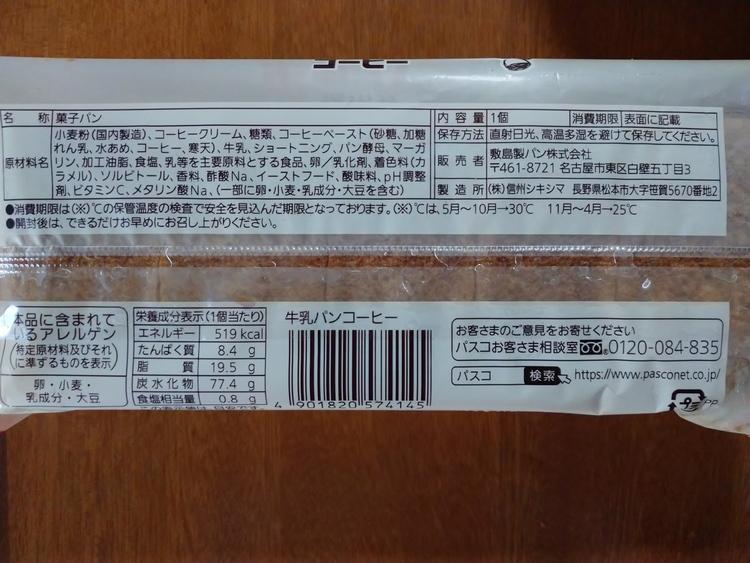 コーヒー
名 称 菓子パン
原材料名 小麦粉(国内製造)、コーヒークリーム、糖類、コーヒーペースト(砂糖、加糖
れん乳、水あめ、コーヒー、寒天)、牛乳、ショートニング、パン酵母、マーガ
リン、加工油脂、食塩、乳等を主要原料とする食品、卵/乳化剤、着色料(カ
ラメル)、ソルビトール、香料、酢酸Na、イーストフード、酸味料、pH調整
剤、ビタミンC、メタリン酸Na、(一部に卵・小麦・乳成分・大豆を含む)
内容量 1個 消費期限 表面に記載
保存方法 直射日光、高温多湿を避けて保存してください。
販売者 敷島製パン株式会社
〒461-8721 名古屋市東区白壁五丁目3
製造所 (株)信州シキシマ 長野県松本市大字笹賀5670番地2
●消費期限は(※)℃の保管温度の検査で安全を見込んだ期限となっております。(※)℃は、5月〜10月→30℃ 11月〜4月→25℃
●開封後は、できるだけお早めにお召し上がりください。
本品に含まれて
いるアレルゲン
(特定原材料及びそれ
に準ずるものを表示)
卵・小麦・
乳成分・大豆
栄養成分表示(1個当たり)
エネルギー 519 kcal
たんぱく質 8.4 g
脂質 19.5 g
炭水化物 77.4 g
食塩相当量 0.8 g
牛乳パンコーヒー
4 901820 574145
お客さまのご意見をお寄せください
パスコお客さま相談室 0120-084-835
パスコ 検索 https://www.pasconet.co.jp/
プラ PP